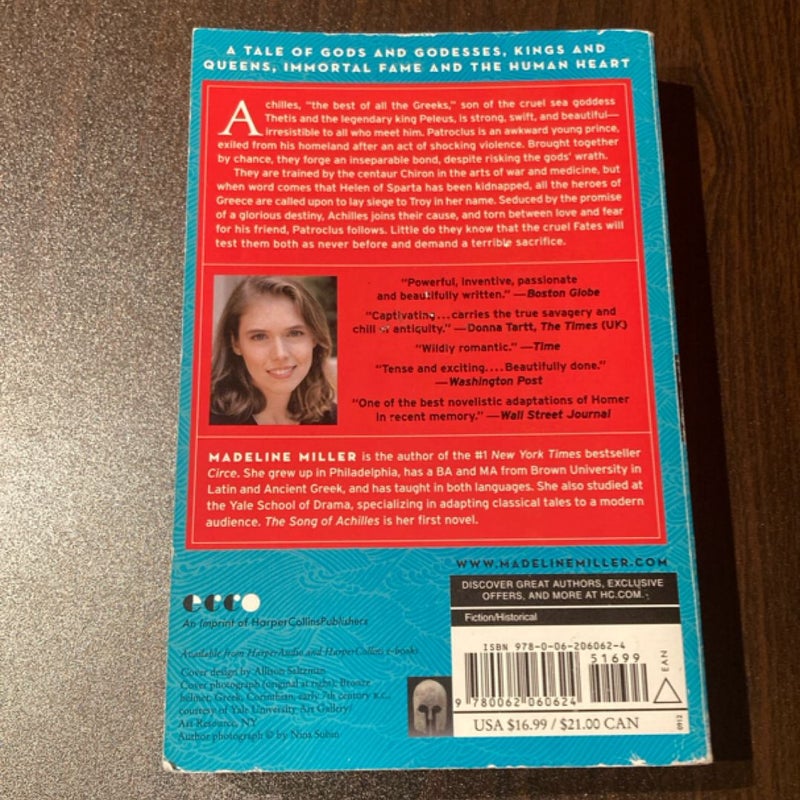 A TALE OF GODS AND GODESSES, KINGS AND
QUEENS, IMMORTAL FAME AND THE HUMAN HEART
Achilles, "the best of all the Greeks," son of the cruel sea goddess
Thetis and the legendary king Peleus, is strong, swift, and beautiful—
irresistible to all who meet him. Patroclus is an awkward young prince,
exiled from his homeland after an act of shocking violence. Brought together
by chance, they forge an inseparable bond, despite risking the gods' wrath.
They are trained by the centaur Chiron in the arts of war and medicine, but
when word comes that Helen of Sparta has been kidnapped, all the heroes of
Greece are called upon to lay siege to Troy in her name. Seduced by the promise
of a glorious destiny, Achilles joins their cause, and torn between love and fear
for his friend, Patroclus follows. Little do they know that the cruel Fates will
test them both as never before and demand a terrible sacrifice.
"Powerful, inventive, passionate
and beautifully written." —Boston Globe
"Captivating...carries the true savagery and
chill of antiquity." —Donna Tartt, The Times (UK)
"Wildly romantic." —Time
"Tense and exciting....Beautifully done."
—Washington Post
"One of the best novelistic adaptations of Homer
in recent memory." —Wall Street Journal
MADELINE MILLER is the author of the #1 New York Times bestseller
Circe. She grew up in Philadelphia, has a BA and MA from Brown University in
Latin and Ancient Greek, and has taught in both languages. She also studied at
the Yale School of Drama, specializing in adapting classical tales to a modern
audience. The Song of Achilles is her first novel.
WWW.MADELINEMILLER.COM
DISCOVER GREAT AUTHORS, EXCLUSIVE
OFFERS, AND MORE AT HC.COM.
Fiction/Historical
ecco
An Imprint of HarperCollinsPublishers
Available from HarperAudio and HarperCollins e-books
Cover design by Allison Saltzman
Cover photograph (original at right): Bronze
helmet, Greek, Corinthian, early 7th century B.C.,
courtesy of Yale University Art Gallery/
Art Resource, NY
Author photograph © by Nina Subin
ISBN 978-0-06-206062-4
51699
EAN
9 780062 060624
USA $16.99 / $21.00 CAN
0912